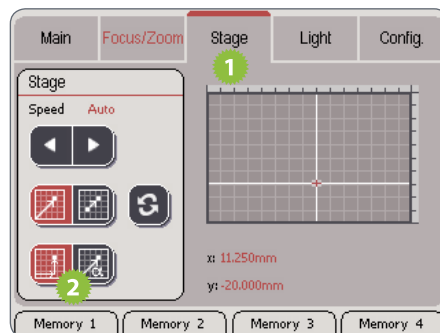 Main Focus/Zoom Stage Light Config.
1
Stage
Speed Auto
α
2
x: 11.250mm
y: -20.000mm
Memory 1 Memory 2 Memory 3 Memory 4